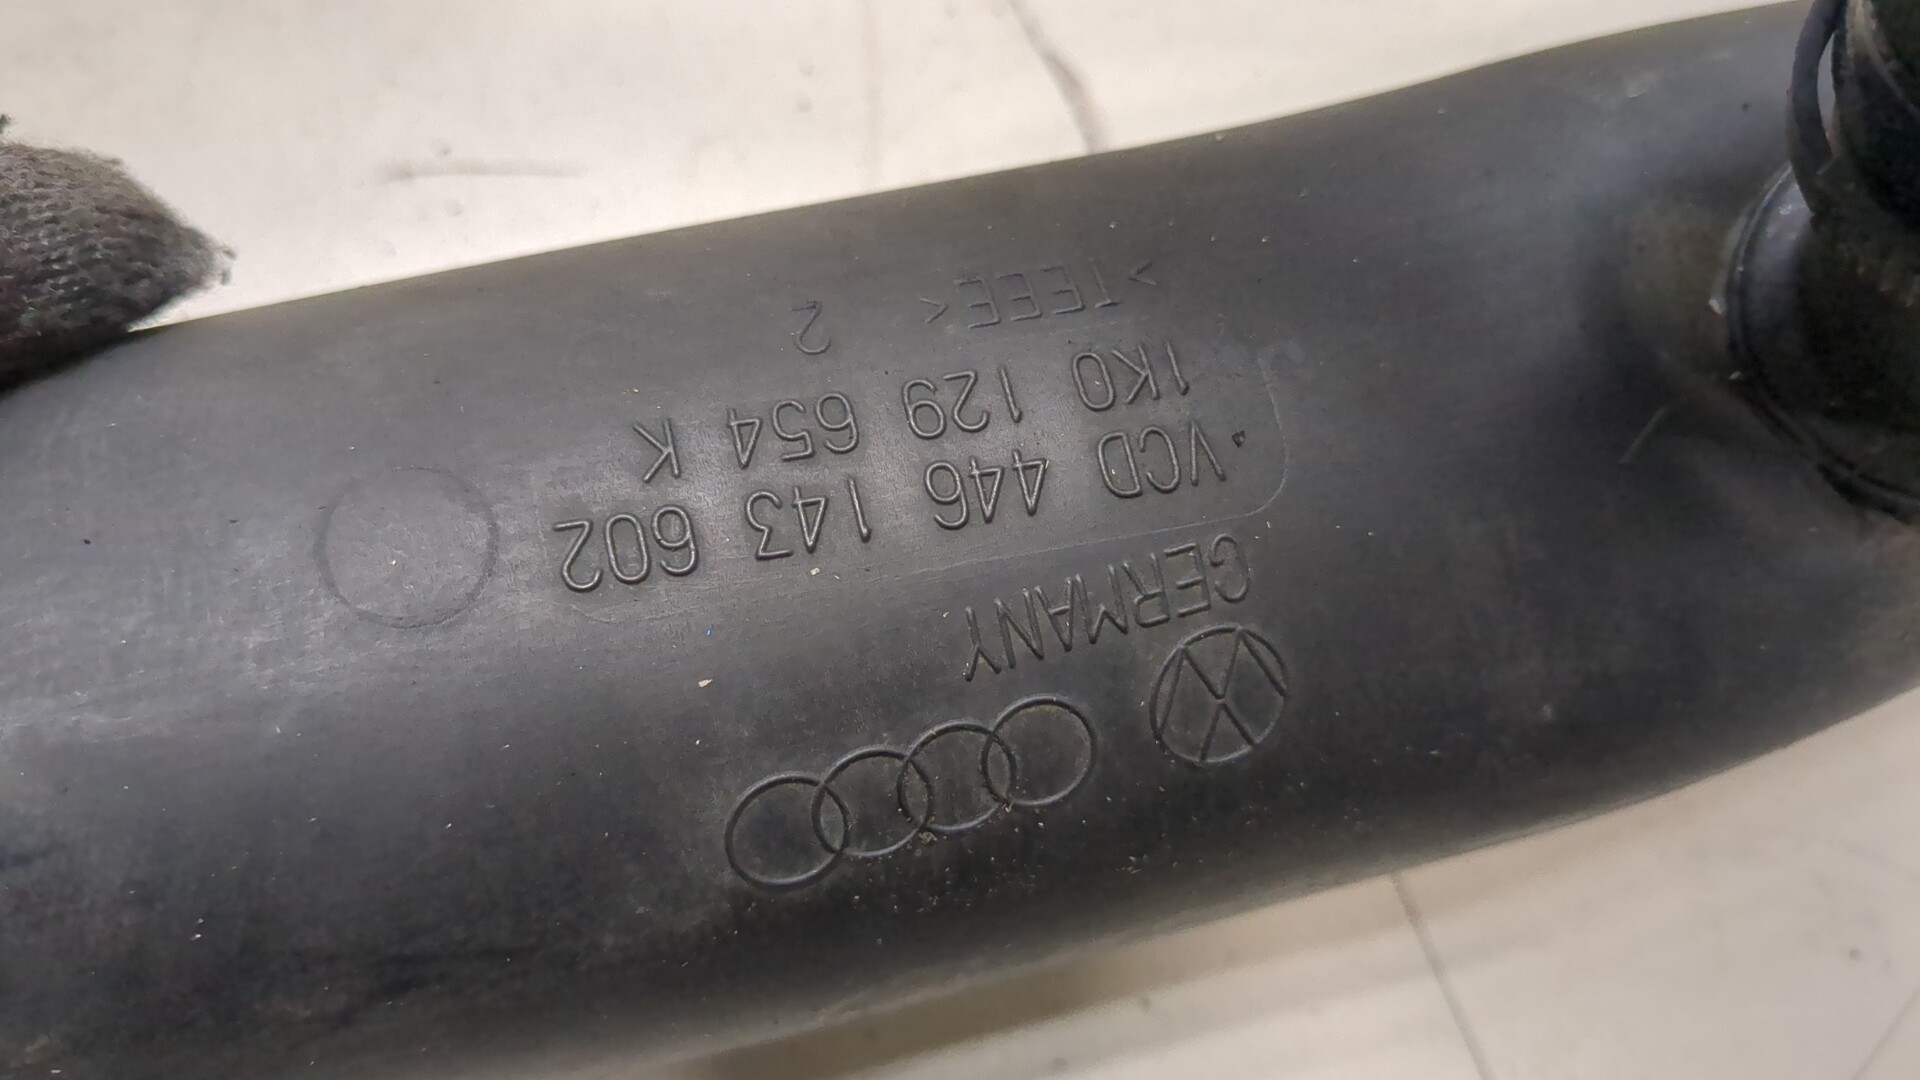 GERMANY
VCD 446 143 602
1K0 129 654 K
>TEEE< 2